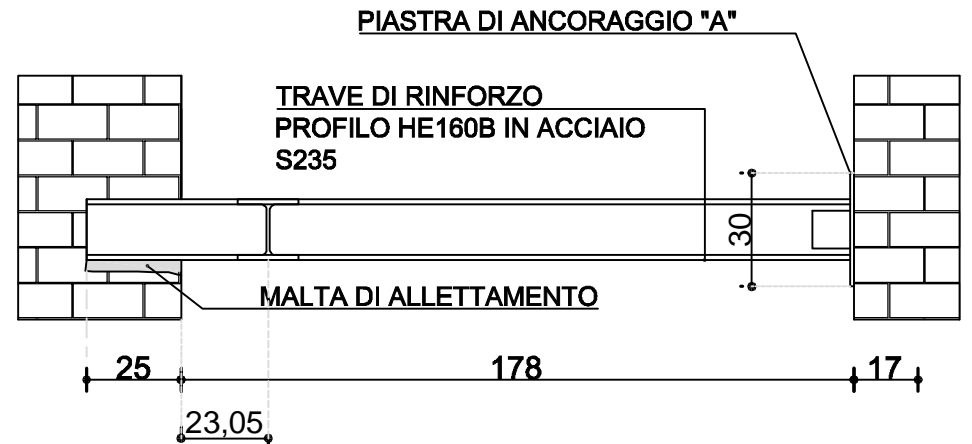 PIASTRA DI ANCORAGGIO "A"
TRAVE DI RINFORZO
PROFILO HE160B IN ACCIAIO
S235
30
MALTA DI ALLETTAMENTO
25
178
17
23,05